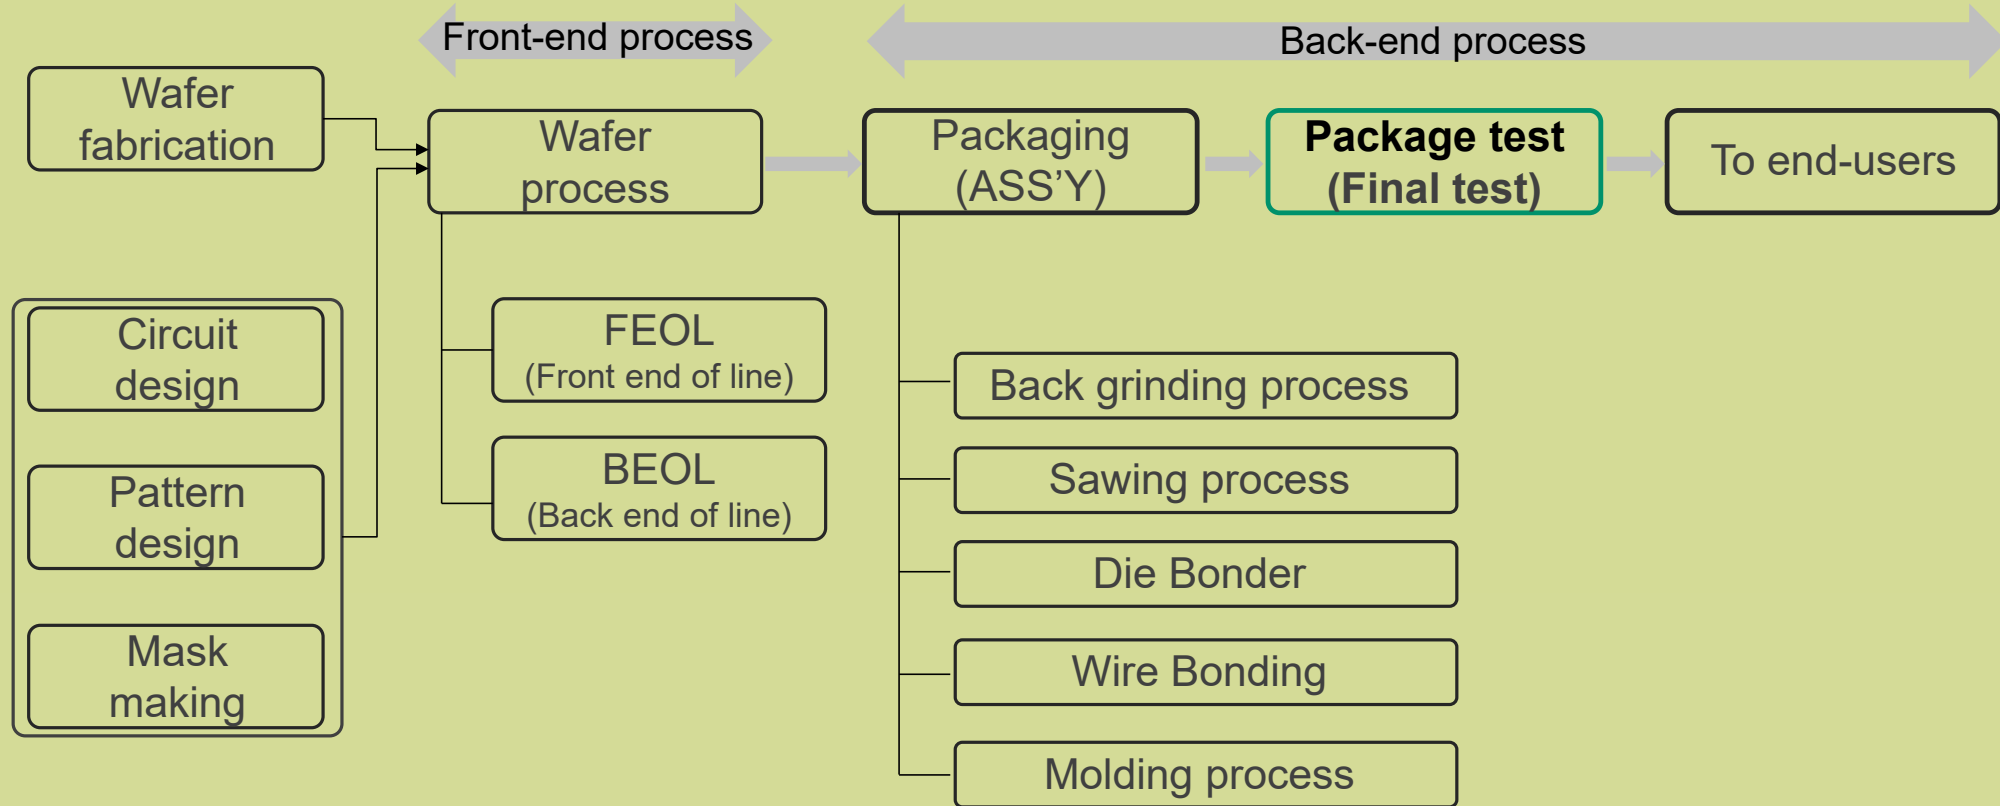 Front-end process
Back-end process
Wafer
fabrication
Wafer
process
Packaging
(ASS’Y)
Package test
(Final test)
To end-users
Circuit
design
Pattern
design
Mask
making
FEOL
(Front end of line)
BEOL
(Back end of line)
Back grinding process
Sawing process
Die Bonder
Wire Bonding
Molding process